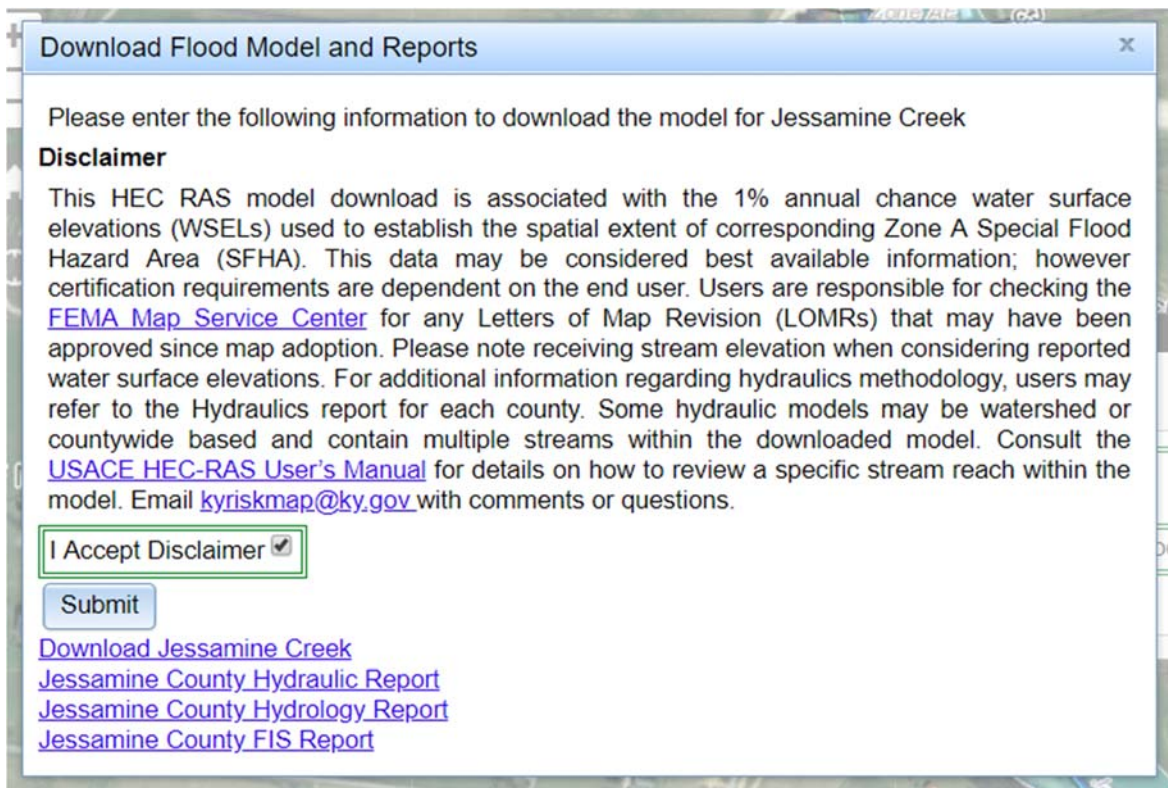 Zone AE
Download Flood Model and Reports
x
Please enter the following information to download the model for Jessamine Creek
Disclaimer
This HEC RAS model download is associated with the 1% annual chance water surface
elevations (WSELs) used to establish the spatial extent of corresponding Zone A Special Flood
Hazard Area (SFHA). This data may be considered best available information; however
certification requirements are dependent on the end user. Users are responsible for checking the
FEMA Map Service Center for any Letters of Map Revision (LOMRs) that may have been
approved since map adoption. Please note receiving stream elevation when considering reported
water surface elevations. For additional information regarding hydraulics methodology, users may
refer to the Hydraulics report for each county. Some hydraulic models may be watershed or
countywide based and contain multiple streams within the downloaded model. Consult the
USACE HEC-RAS User's Manual for details on how to review a specific stream reach within the
model. Email kyriskmap@ky.gov with comments or questions.
I Accept Disclaimer
Submit
Download Jessamine Creek
Jessamine County Hydraulic Report
Jessamine County Hydrology Report
Jessamine County FIS Report